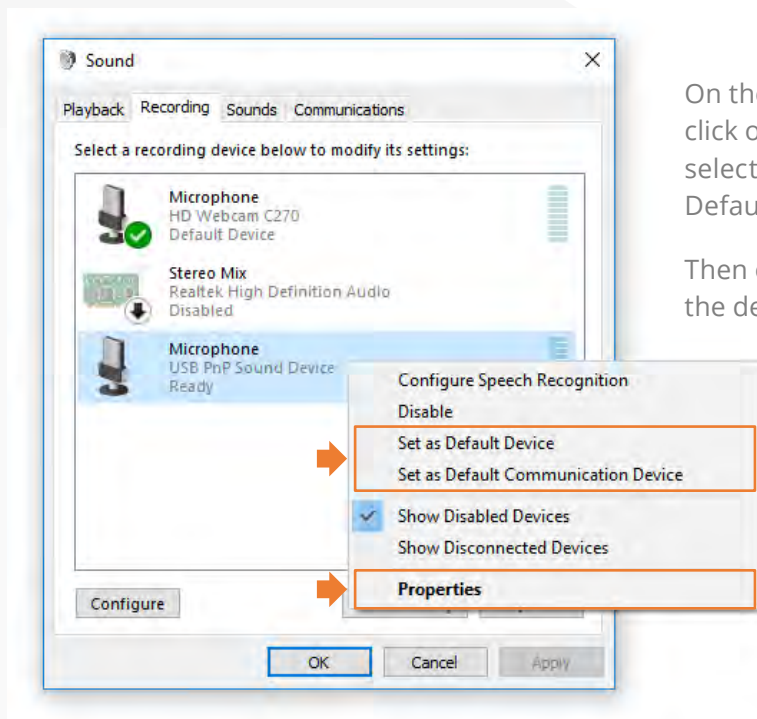 Sound
Playback Recording Sounds Communications
Select a recording device below to modify its settings:
Microphone
HD Webcam C270
Default Device
Stereo Mix
Realtek High Definition Audio
Disabled
Microphone
USB PnP Sound Device
Ready
Configure Speech Recognition
Disable
Set as Default Device
Set as Default Communication Device
Show Disabled Devices
Show Disconnected Devices
Properties
Configure
OK Cancel Apply
On the
click
select
Then
the